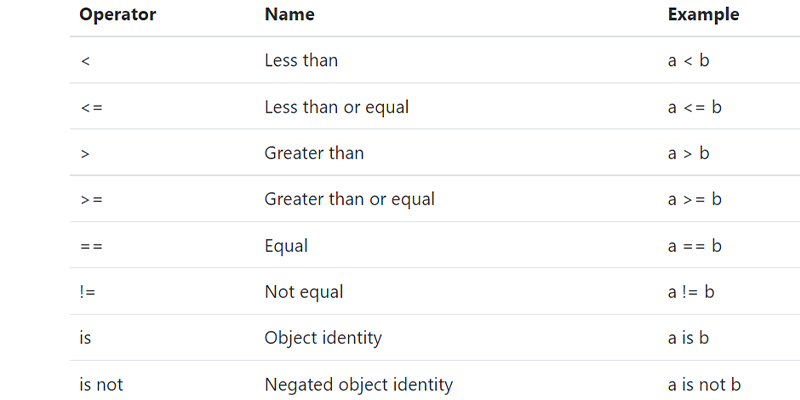 Operator Name Example
< Less than a < b
<= Less than or equal a <= b
> Greater than a > b
>= Greater than or equal a >= b
== Equal a == b
!= Not equal a != b
is Object identity a is b
is not Negated object identity a is not b